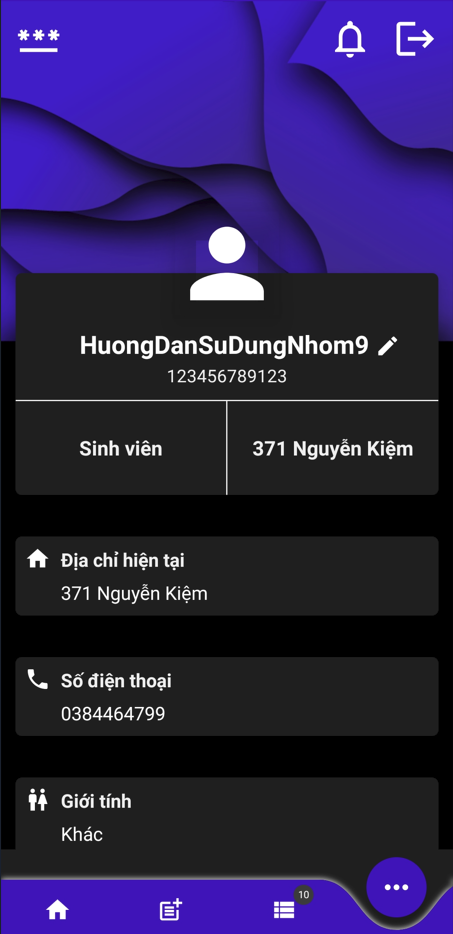 ***
HuongDanSuDungNhom9
123456789123
Sinh viên
371 Nguyễn Kiệm
Địa chỉ hiện tại
371 Nguyễn Kiệm
Số điện thoại
0384464799
Giới tính
Khác
10